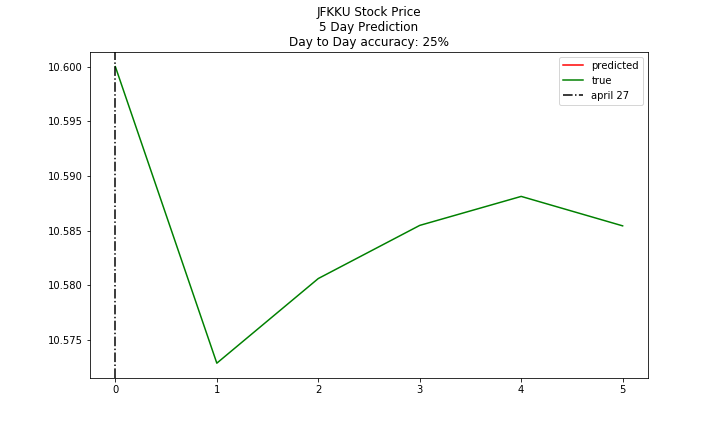 JFKKU Stock Price
5 Day Prediction
Day to Day accuracy: 25%
predicted
true
april 27
10.600
10.595
10.590
10.585
10.580
10.575
0 1 2 3 4 5